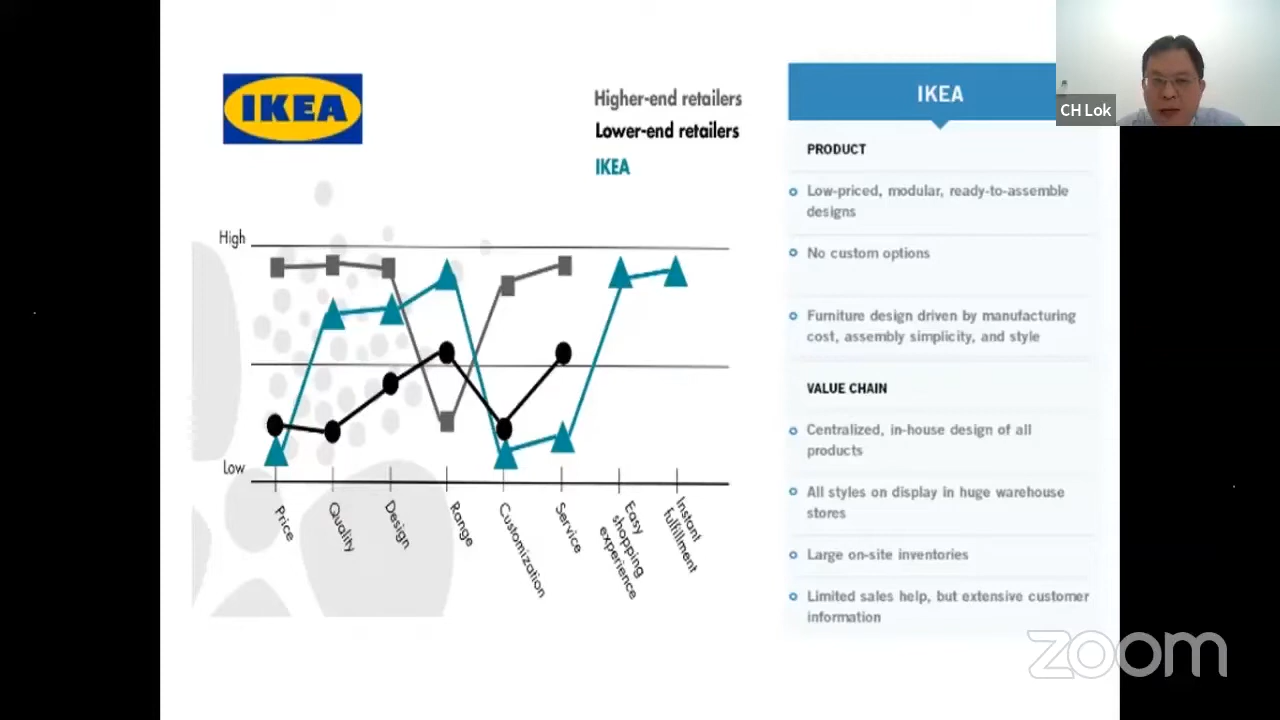 IKEA
Higher-end retailers
Lower-end retailers
IKEA
High
Low
Price
Quality
Design
Range
Customization
Service
Easy
shopping
experience
Instant
fulfillment
IKEA
PRODUCT
Low-priced, modular, ready-to-assemble
designs
No custom options
Furniture design driven by manufacturing
cost, assembly simplicity, and style
VALUE CHAIN
Centralized, in-house design of all
products
All styles on display in huge warehouse
stores
Large on-site inventories
Limited sales help, but extensive customer
information
CH Lok
zoom